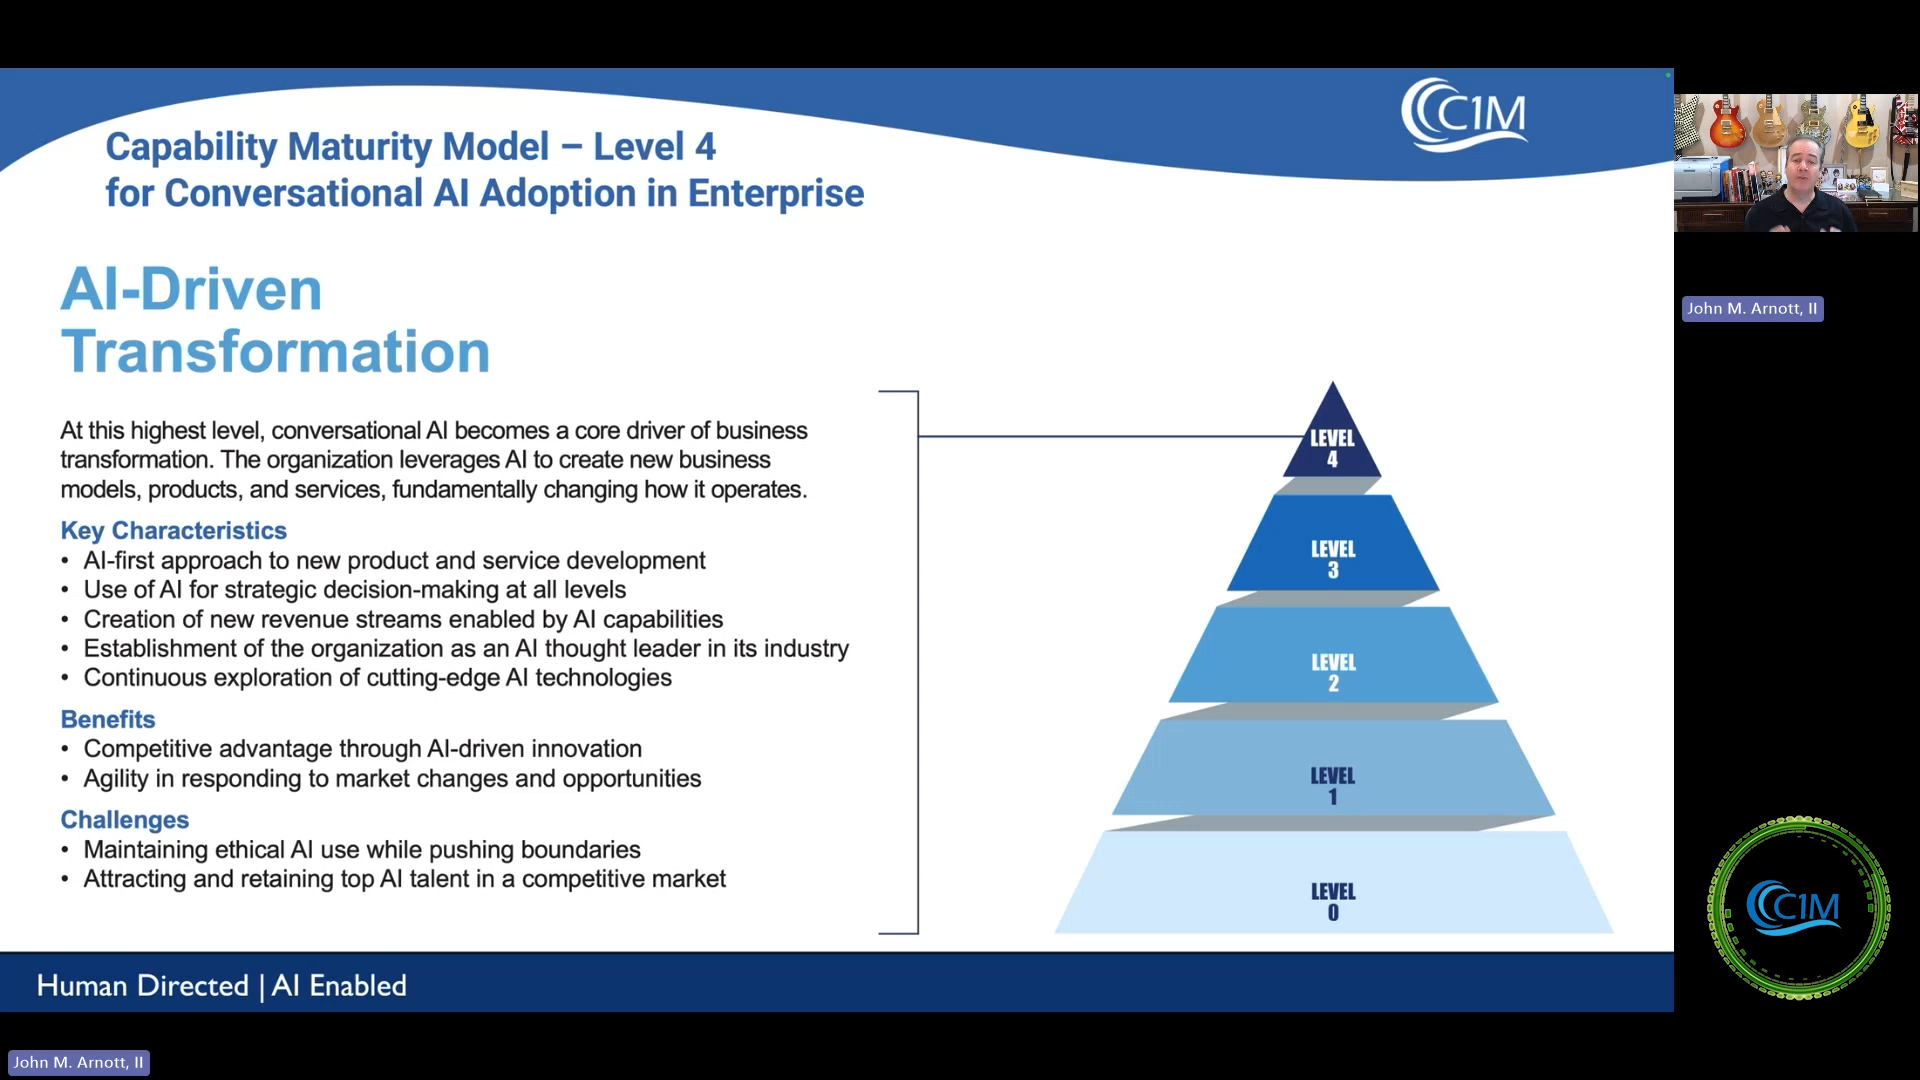 C1M
Capability Maturity Model – Level 4
for Conversational AI Adoption in Enterprise
AI-Driven
Transformation
At this highest level, conversational AI becomes a core driver of business
transformation. The organization leverages AI to create new business
models, products, and services, fundamentally changing how it operates.
Key Characteristics
• AI-first approach to new product and service development
• Use of AI for strategic decision-making at all levels
• Creation of new revenue streams enabled by AI capabilities
• Establishment of the organization as an AI thought leader in its industry
• Continuous exploration of cutting-edge AI technologies
Benefits
• Competitive advantage through AI-driven innovation
• Agility in responding to market changes and opportunities
Challenges
• Maintaining ethical AI use while pushing boundaries
• Attracting and retaining top AI talent in a competitive market
LEVEL
4
LEVEL
3
LEVEL
2
LEVEL
1
LEVEL
0
Human Directed | AI Enabled
John M. Arnott, II
C1M
John M. Arnott, II